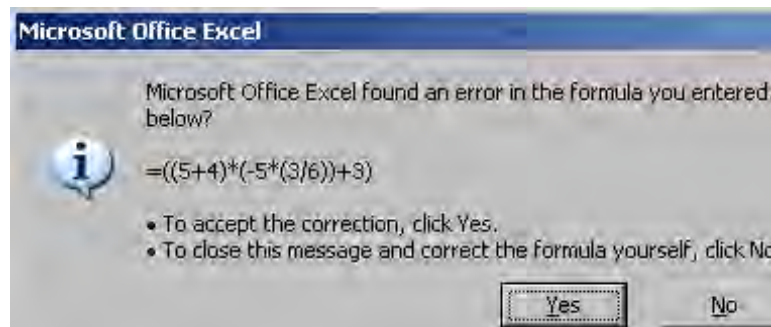 Microsoft Office Excel
Microsoft Office Excel found an error in the formula you entered
below?
=((5+4)*(-5*(3/6))+3)
• To accept the correction, click Yes.
• To close this message and correct the formula yourself, click No
Yes No